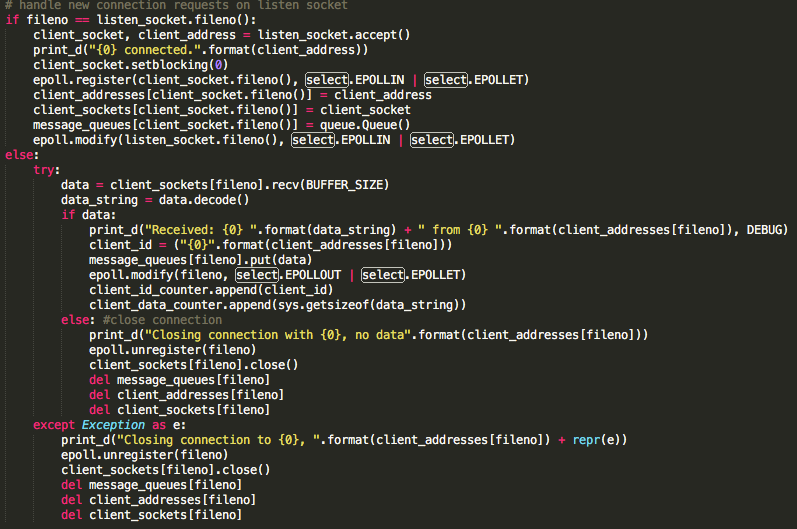 # handle new connection requests on listen socket
if fileno == listen_socket.fileno():
    client_socket, client_address = listen_socket.accept()
    print_d("{0} connected.".format(client_address))
    client_socket.setblocking(0)
    epoll.register(client_socket.fileno(), select.EPOLLIN | select.EPOLLET)
    client_addresses[client_socket.fileno()] = client_address
    client_sockets[client_socket.fileno()] = client_socket
    message_queues[client_socket.fileno()] = queue.Queue()
    epoll.modify(listen_socket.fileno(), select.EPOLLIN | select.EPOLLET)
else:
    try:
        data = client_sockets[fileno].recv(BUFFER_SIZE)
        data_string = data.decode()
        if data:
            print_d("Received: {0} ".format(data_string) + " from {0} ".format(client_addresses[fileno]), DEBUG)
            client_id = ("{0}".format(client_addresses[fileno]))
            message_queues[fileno].put(data)
            epoll.modify(fileno, select.EPOLLOUT | select.EPOLLET)
            client_id_counter.append(client_id)
            client_data_counter.append(sys.getsizeof(data_string))
        else: #close connection
            print_d("Closing connection with {0}, no data".format(client_addresses[fileno]))
            epoll.unregister(fileno)
            client_sockets[fileno].close()
            del message_queues[fileno]
            del client_addresses[fileno]
            del client_sockets[fileno]
    except Exception as e:
        print_d("Closing connection to {0}, ".format(client_addresses[fileno]) + repr(e))
        epoll.unregister(fileno)
        client_sockets[fileno].close()
        del message_queues[fileno]
        del client_addresses[fileno]
        del client_sockets[fileno]